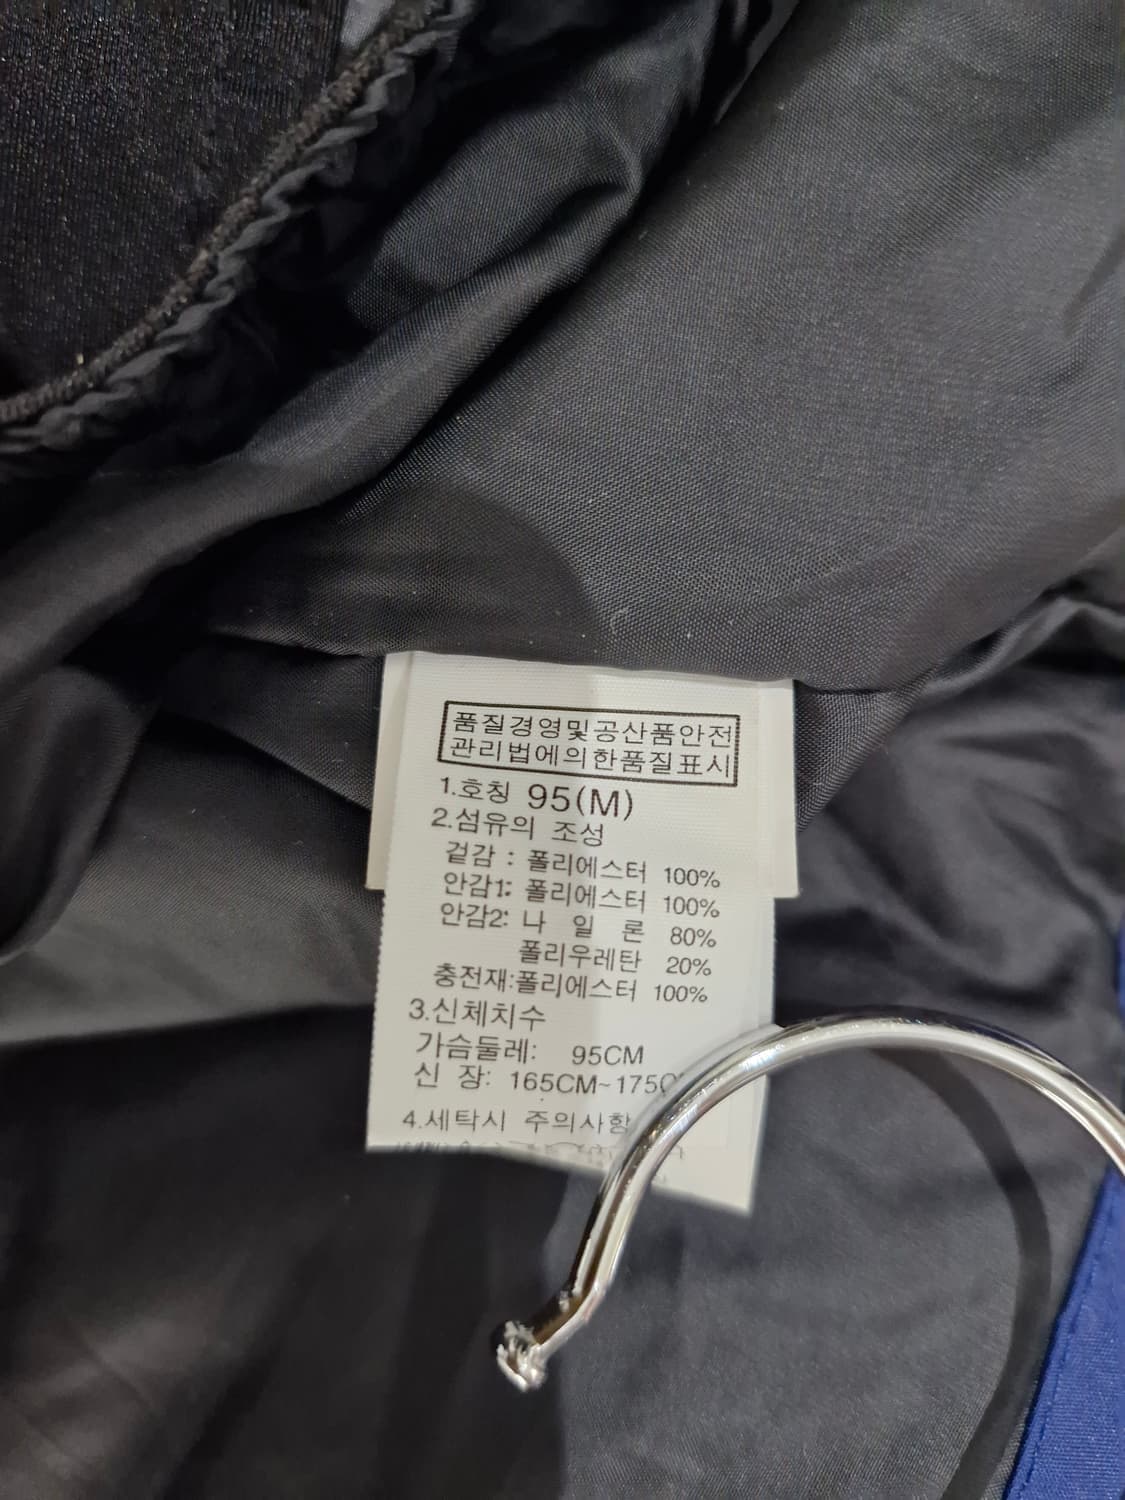 품질경영및공산품안전
관리법에의한품질표시
1.호칭 95(M)
2.섬유의 조성
겉감 : 폴리에스터 100%
안감1: 폴리에스터 100%
안감2: 나 일 론 80%
폴리우레탄 20%
충전재:폴리에스터 100%
3.신체치수
가슴둘레: 95CM
신 장: 165CM~175
4.세탁시 주의사항